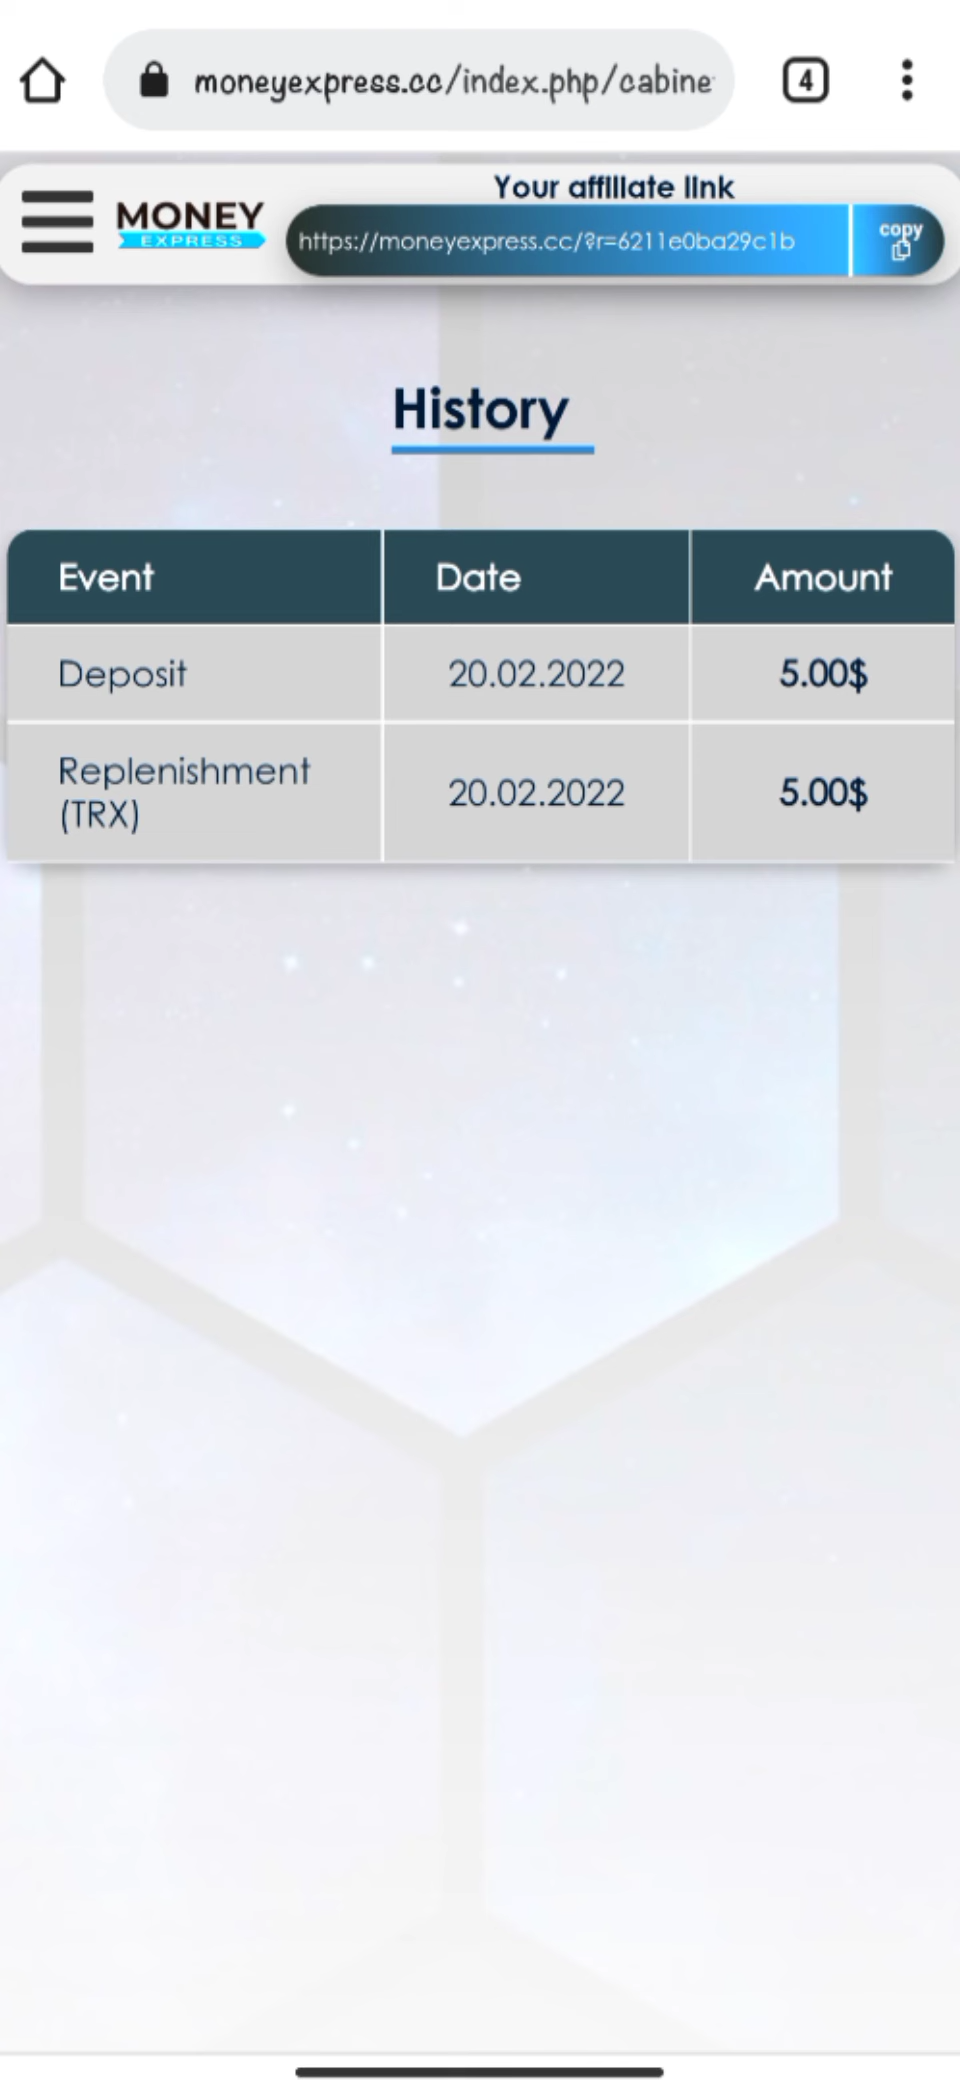 moneyexpress.cc/index.php/cabine
4
Your affiliate link
MONEY
EXPRESS
https://moneyexpress.cc/?r=6211e0ba29c1b
copy
History
Event Date Amount
Deposit 20.02.2022 5.00$
Replenishment
(TRX) 20.02.2022 5.00$